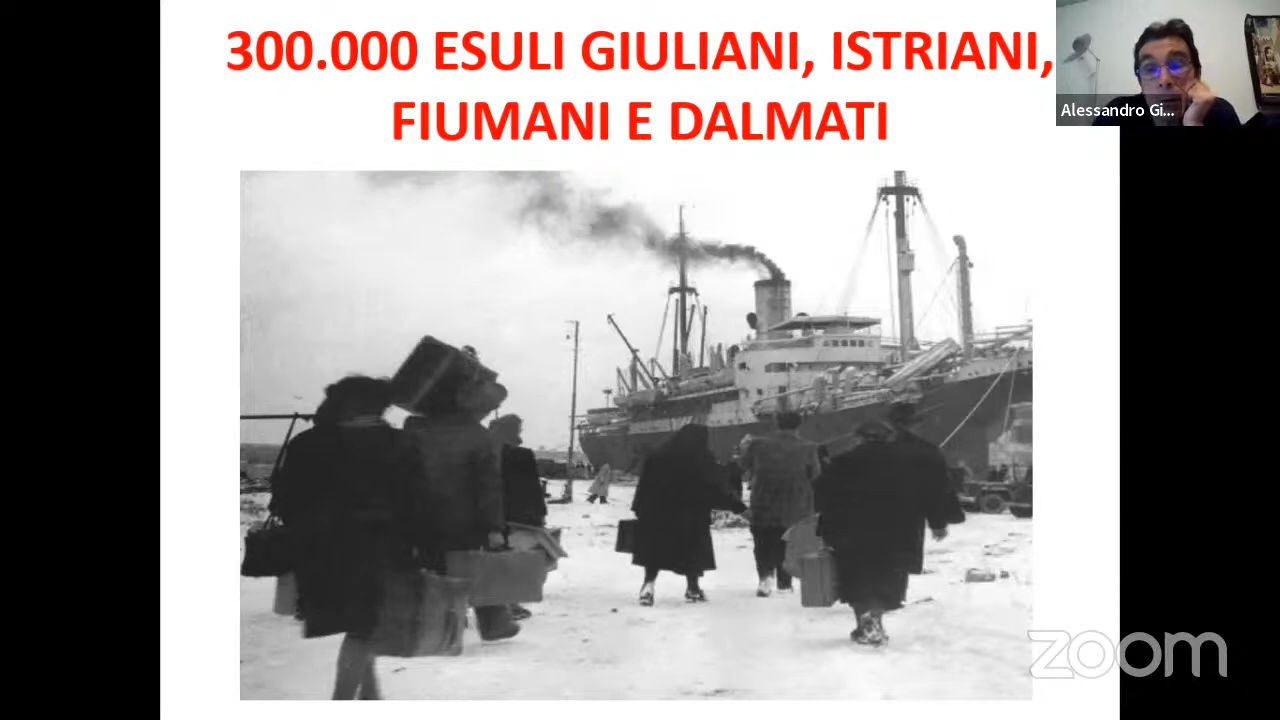 300.000 ESULI GIULIANI, ISTRIANI,
FIUMANI E DALMATI
Alessandro Gi...
zoom